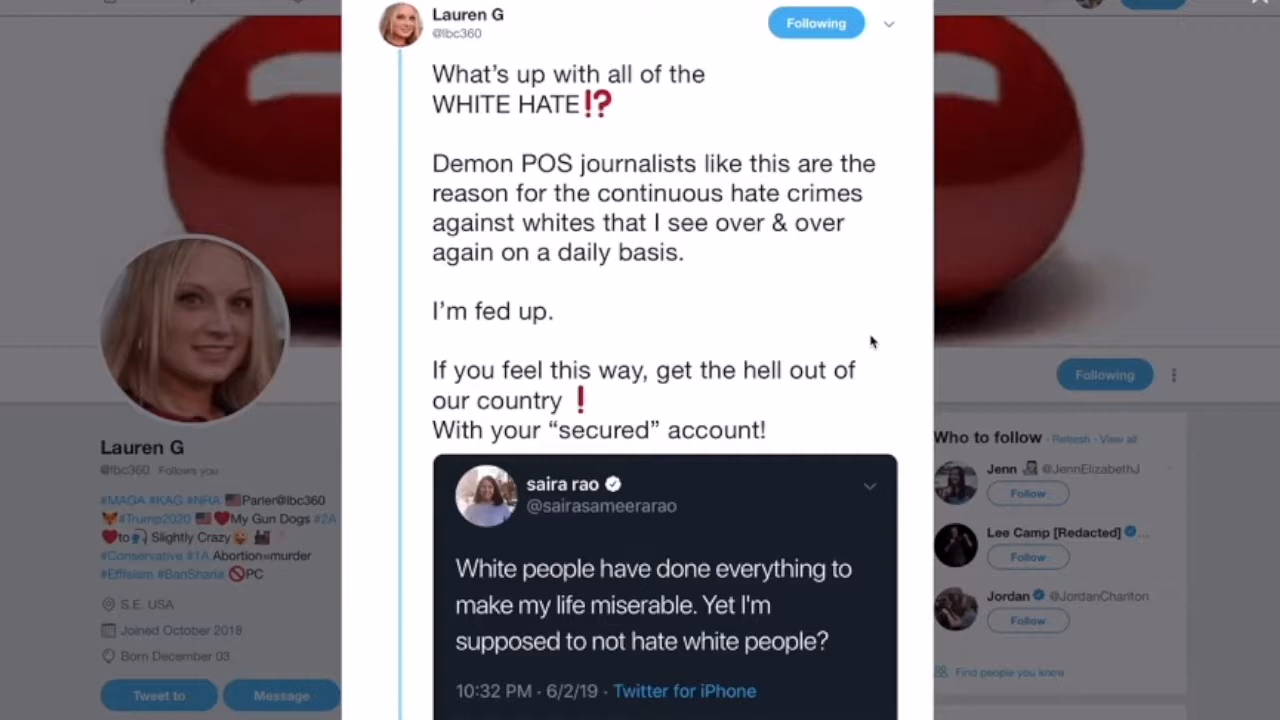 Lauren G
@lbc360
Following
What's up with all of the
WHITE HATE⁉️
Demon POS journalists like this are the
reason for the continuous hate crimes
against whites that I see over & over
again on a daily basis.
I'm fed up.
If you feel this way, get the hell out of
our country❗
With your "secured" account!
saira rao
@sairasameerarao
White people have done everything to
make my life miserable. Yet I'm
supposed to not hate white people?
10:32 PM · 6/2/19 · Twitter for iPhone
Lauren G
@lbc360 Follows you
#MAGA #KAG #NRA 🇺🇸Parler@lbc360
#Trump2020 🇺🇸❤️My Gun Dogs #2A
❤️to Slightly Crazy
#Conservative #1A Abortion=murder
#Effisism #BanSharia 🚫PC
S.E. USA
Joined October 2018
Born December 03
Tweet to
Message
Following
Who to follow · Refresh · View all
Jenn @JennElizabethJ
Follow
Lee Camp [Redacted] ...
Follow
Jordan @JordanChariton
Follow
Find people you know